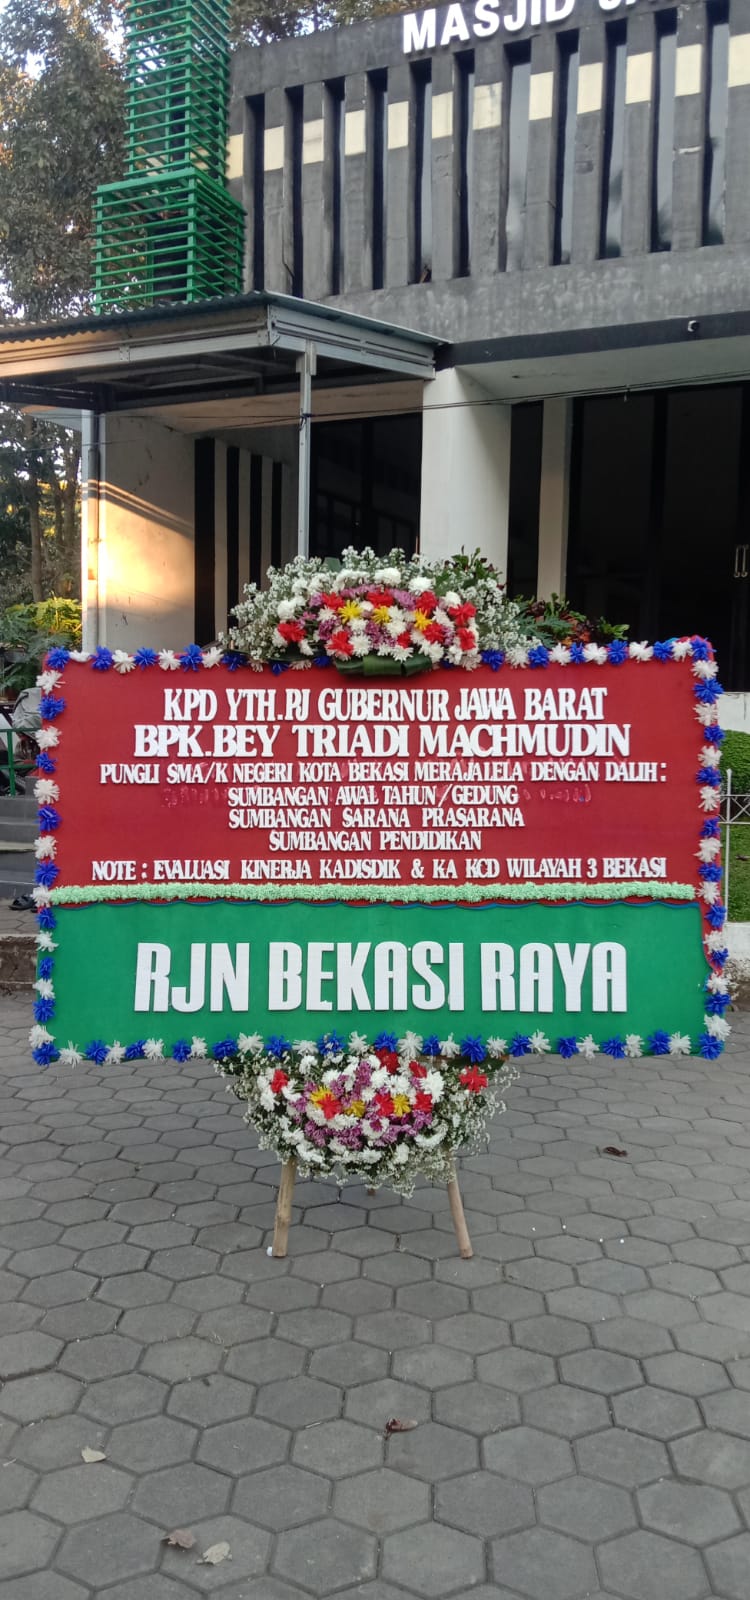 MASJID
KPD YTH.PJ GUBERNUR JAWA BARAT
BPK.BEY TRIADI MACHMUDIN
PUNGLI SMA/K NEGERI KOTA BEKASI MERAJALELA DENGAN DALIH :
SUMBANGAN AWAL TAHUN/GEDUNG
SUMBANGAN SARANA PRASARANA
SUMBANGAN PENDIDIKAN
NOTE : EVALUASI KINERJA KADISDIK & KA KCD WILAYAH 3 BEKASI
RJN BEKASI RAYA